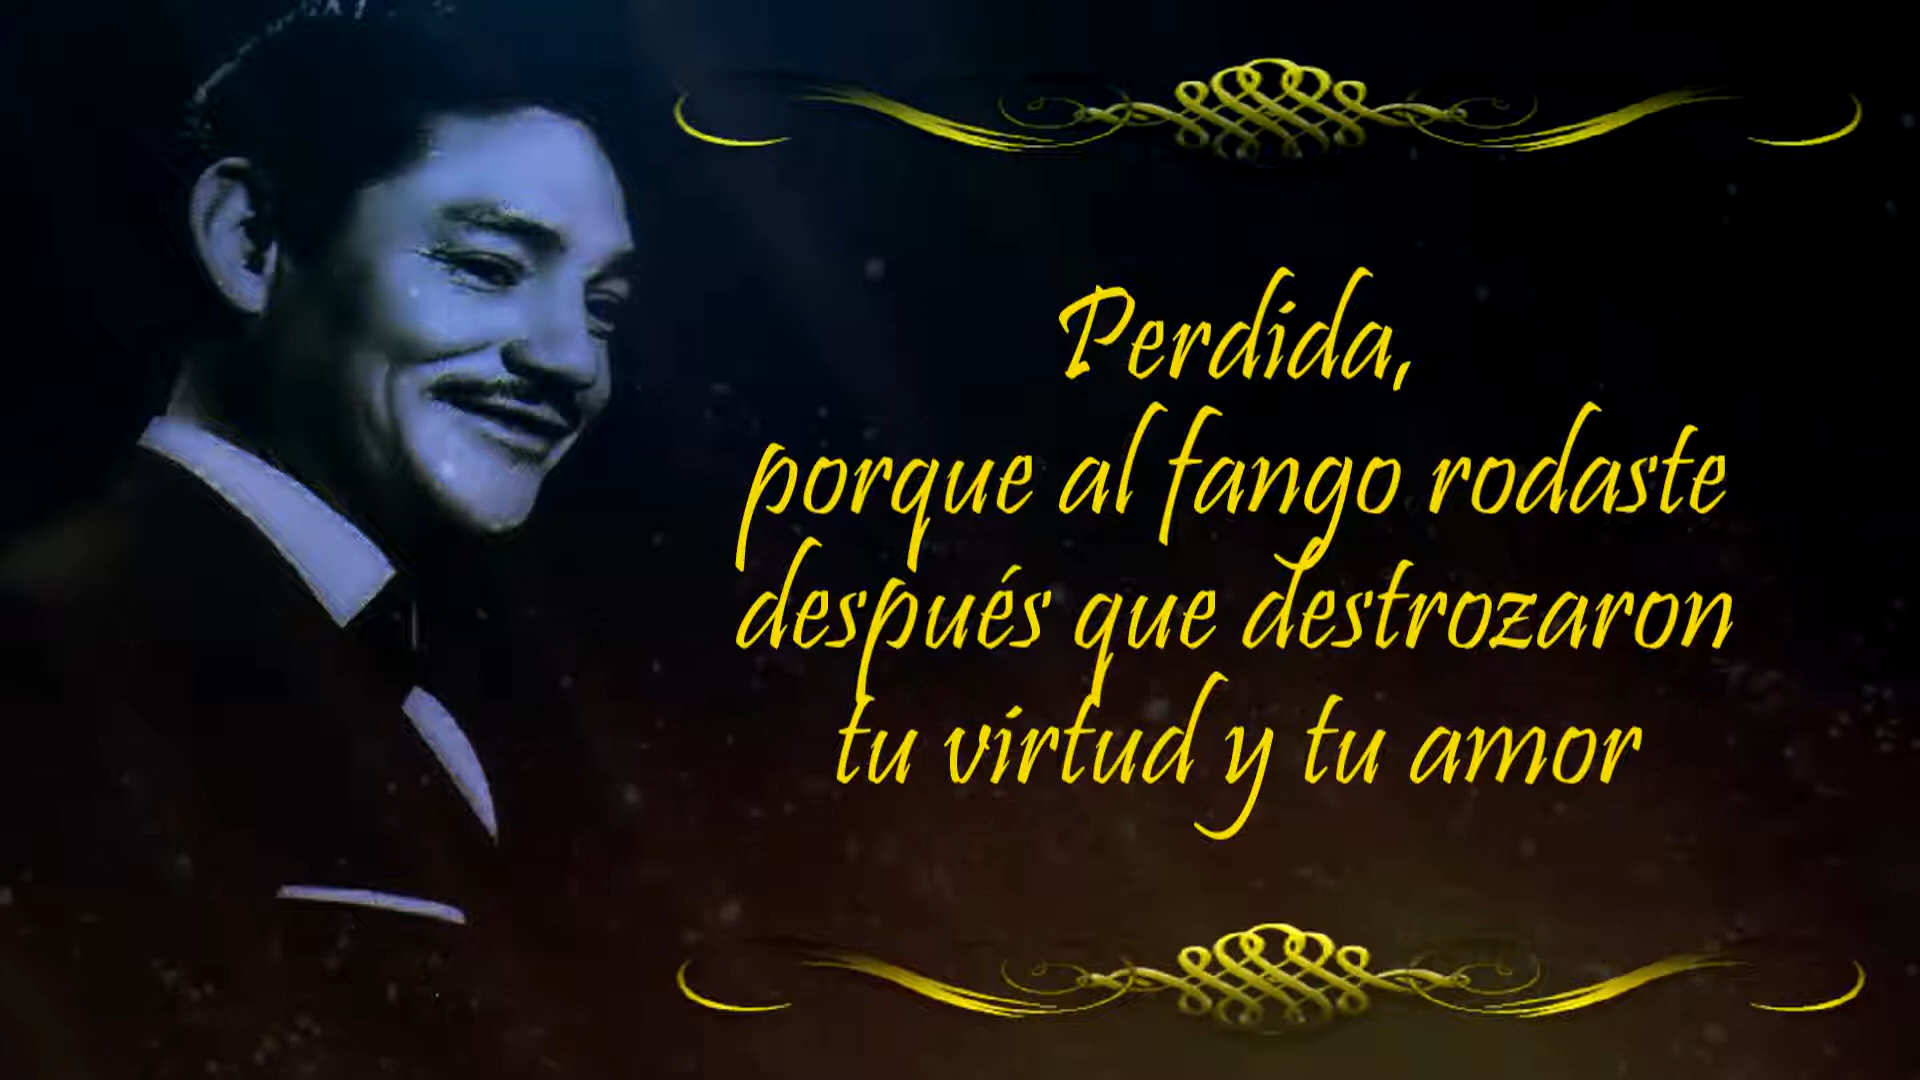 Perdida,
porque al fango rodaste
después que destrozaron
tu virtud y tu amor